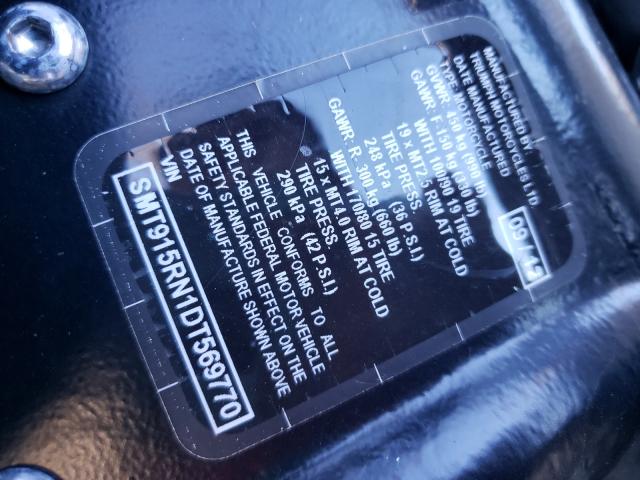 MANUFACTURED BY
TRIUMPH MOTORCYCLES LTD.
DATE MANUFACTURED
09/12
TYPE MOTORCYCLE
GVWR: 450 kg (990 lb)
GAWR: F-150 kg (330 lb)
WITH 100/90 19 TIRE
19 x MT2.5 RIM AT COLD
TIRE PRESS.
248 kPa (36 P.S.I.)
GAWR: R- 300 kg (660 lb)
WITH 170/80 15 TIRE
15 x MT4.0 RIM AT COLD
TIRE PRESS.
290 kPa (42 P.S.I.)
THIS VEHICLE CONFORMS TO ALL
APPLICABLE FEDERAL MOTOR VEHICLE
SAFETY STANDARDS IN EFFECT ON THE
DATE OF MANUFACTURE SHOWN ABOVE
VIN
SMT915RN1DT569770